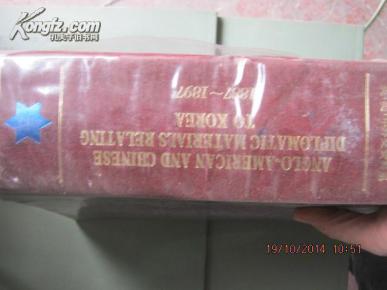 Kongfz.com
孔夫子旧书网
ANGLO-AMERICAN AND CHINESE
DIPLOMATIC MATERIALS RELATING
TO KOREA
1887~1897
19/10/2014 10:51